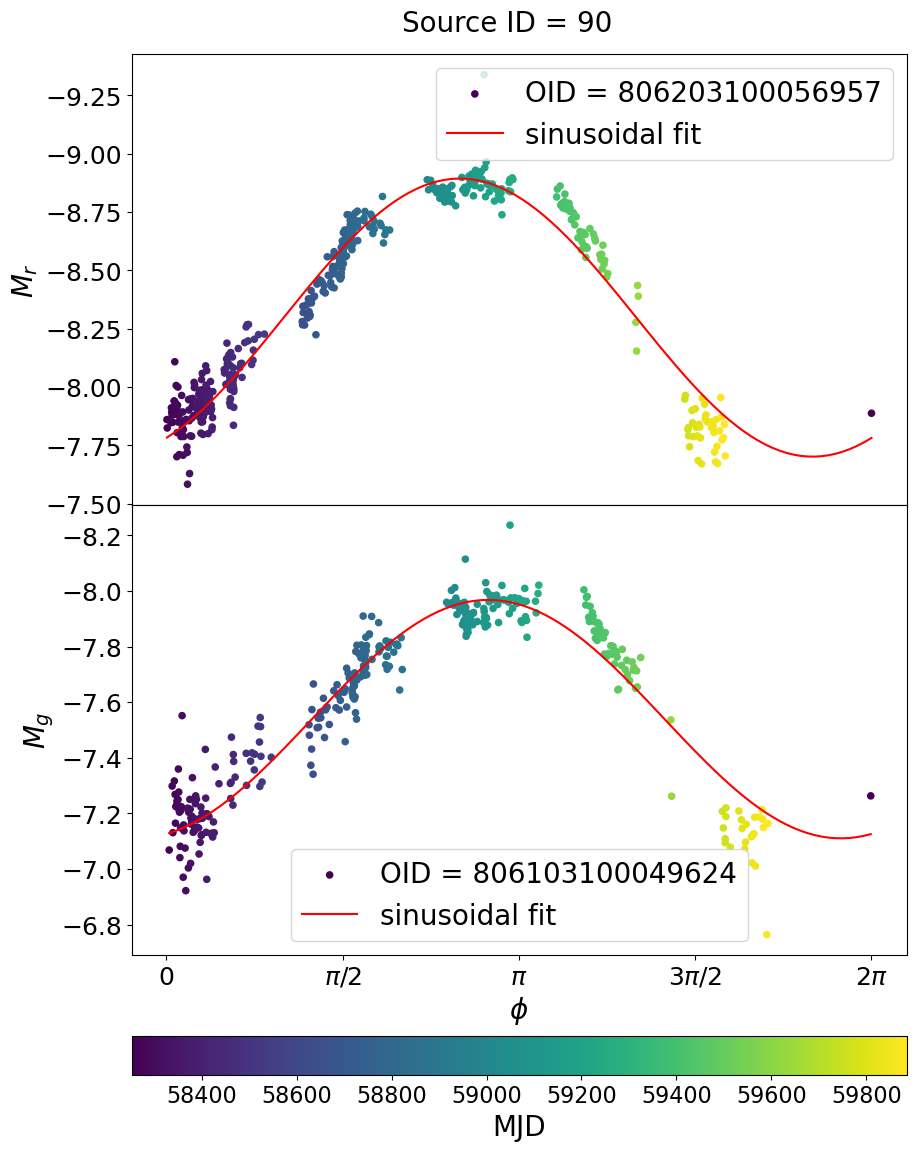 Source ID = 90
OID = 806203100056957
sinusoidal fit
−9.25
−9.00
−8.75
−8.50
−8.25
−8.00
−7.75
−7.50
M_r
OID = 806103100049624
sinusoidal fit
−8.2
−8.0
−7.8
−7.6
−7.4
−7.2
−7.0
−6.8
M_g
0 π/2 π 3π/2 2π
ϕ
58400 58600 58800 59000 59200 59400 59600 59800
MJD